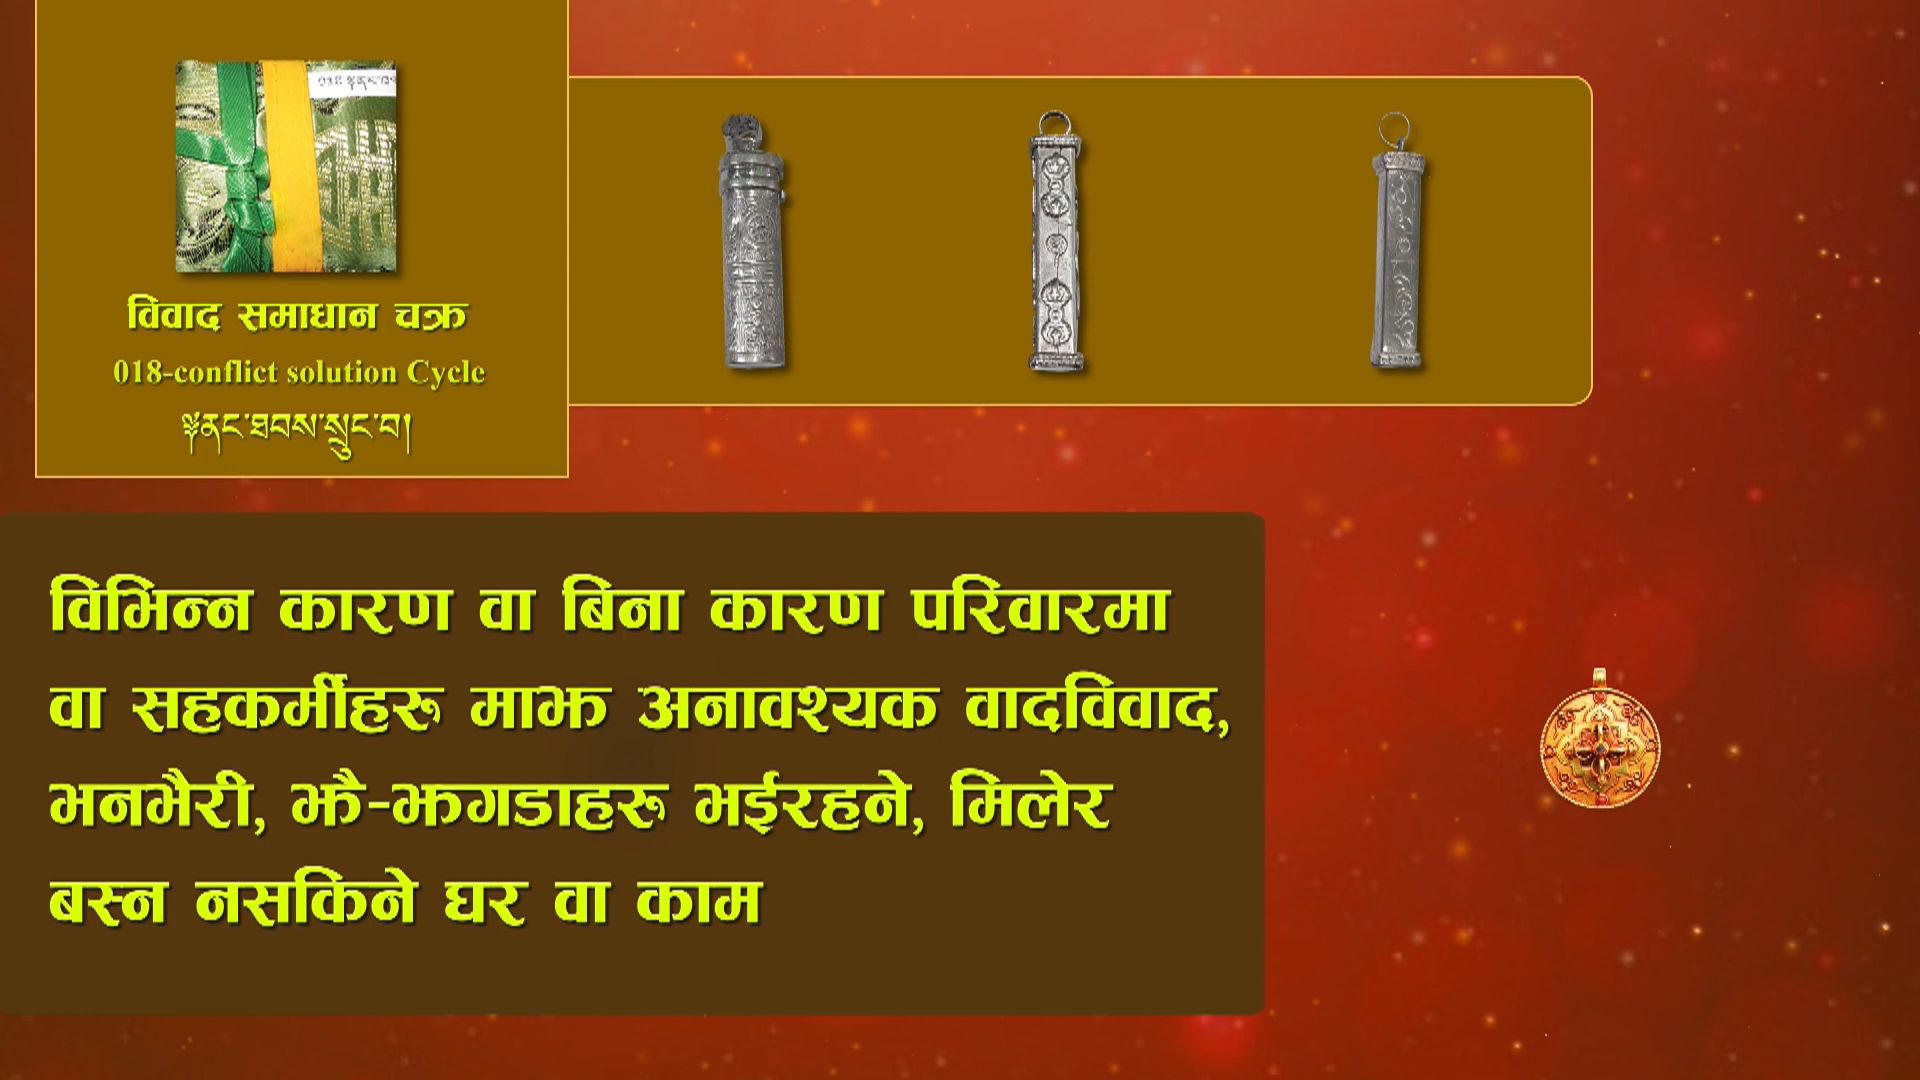 विवाद समाधान चक्र
018-conflict solution Cycle
རྩོནང་ཐབས་སྲུང་བ།
विभिन्न कारण वा बिना कारण परिवारमा
वा सहकर्मीहरु माझ अनावश्यक वादविवाद,
भनभैरी, झै-झगडाहरु भईरहने, मिलेर
बस्न नसकिने घर वा काम